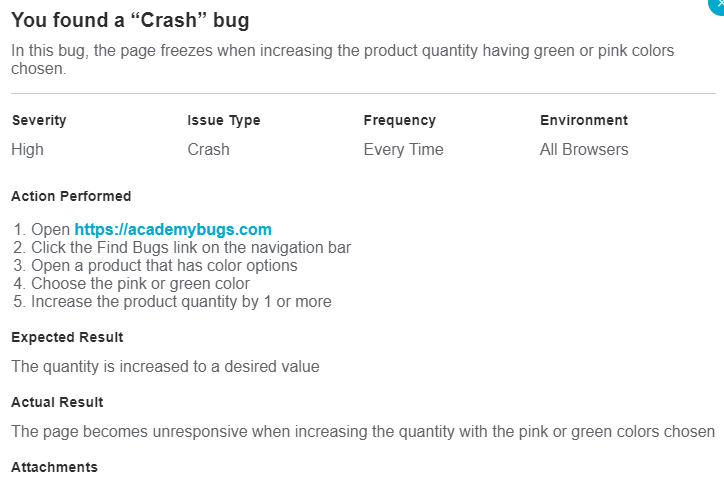 You found a “Crash” bug
In this bug, the page freezes when increasing the product quantity having green or pink colors
chosen.
Severity Issue Type Frequency Environment
High Crash Every Time All Browsers
Action Performed
1. Open https://academybugs.com
2. Click the Find Bugs link on the navigation bar
3. Open a product that has color options
4. Choose the pink or green color
5. Increase the product quantity by 1 or more
Expected Result
The quantity is increased to a desired value
Actual Result
The page becomes unresponsive when increasing the quantity with the pink or green colors chosen
Attachments